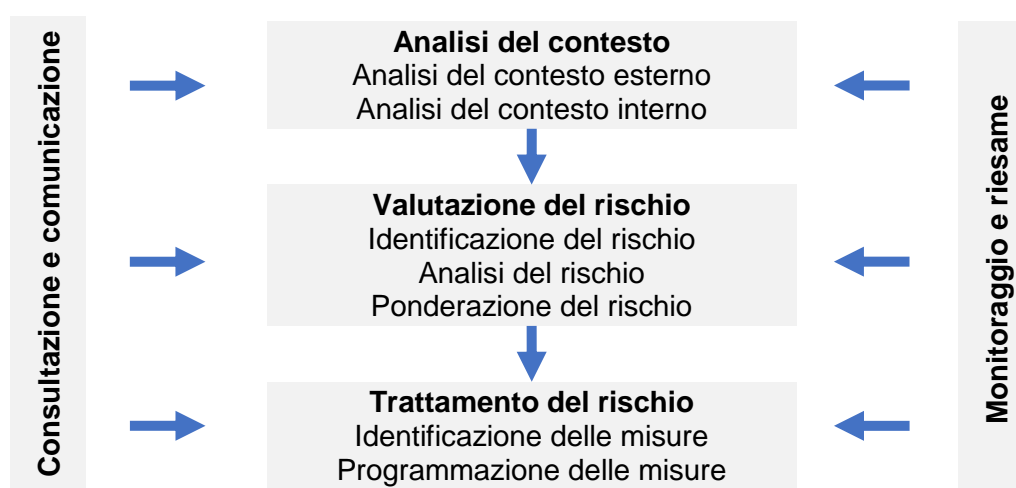 Consultazione e comunicazione
Analisi del contesto
Analisi del contesto esterno
Analisi del contesto interno
Valutazione del rischio
Identificazione del rischio
Analisi del rischio
Ponderazione del rischio
Trattamento del rischio
Identificazione delle misure
Programmazione delle misure
Monitoraggio e riesame